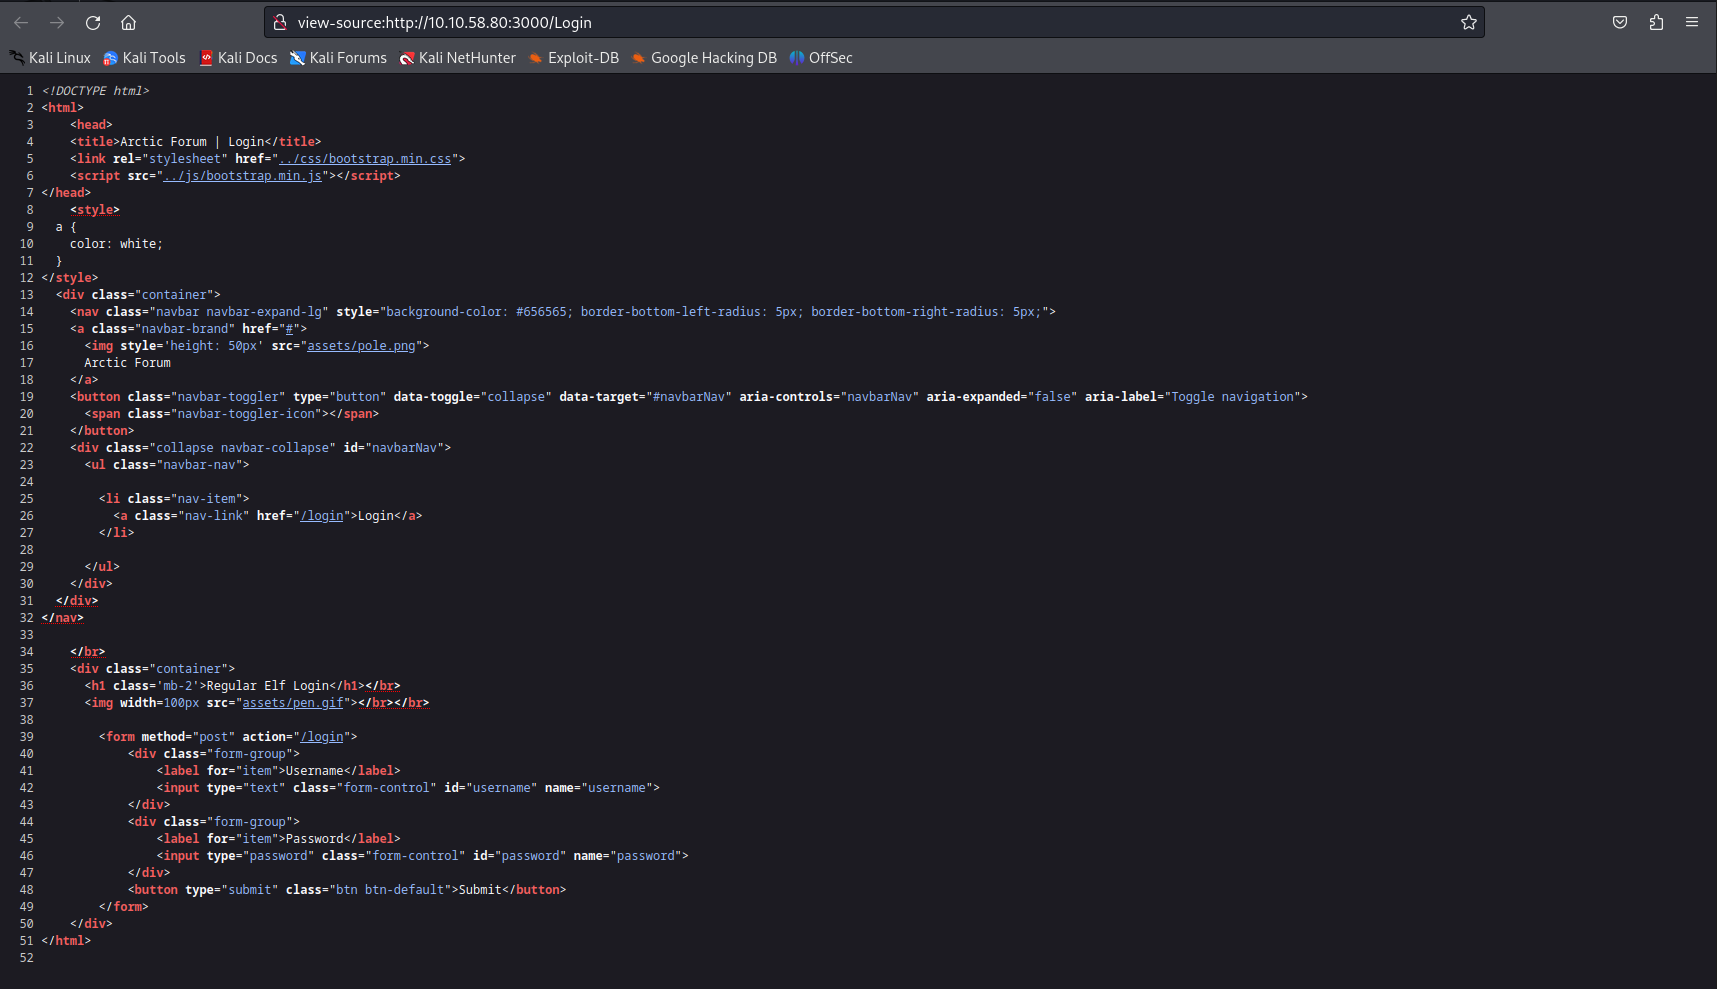 view-source:http://10.10.58.80:3000/Login
Kali Linux Kali Tools Kali Docs Kali Forums Kali NetHunter Exploit-DB Google Hacking DB OffSec
1 <!DOCTYPE html>
2 <html>
3     <head>
4     <title>Arctic Forum | Login</title>
5     <link rel="stylesheet" href="../css/bootstrap.min.css">
6     <script src="../js/bootstrap.min.js"></script>
7 </head>
8     <style>
9   a {
10     color: white;
11   }
12 </style>
13   <div class="container">
14     <nav class="navbar navbar-expand-lg" style="background-color: #656565; border-bottom-left-radius: 5px; border-bottom-right-radius: 5px;">
15     <a class="navbar-brand" href="#">
16       <img style='height: 50px' src="assets/pole.png">
17       Arctic Forum
18     </a>
19     <button class="navbar-toggler" type="button" data-toggle="collapse" data-target="#navbarNav" aria-controls="navbarNav" aria-expanded="false" aria-label="Toggle navigation">
20       <span class="navbar-toggler-icon"></span>
21     </button>
22     <div class="collapse navbar-collapse" id="navbarNav">
23       <ul class="navbar-nav">
24
25         <li class="nav-item">
26           <a class="nav-link" href="/login">Login</a>
27         </li>
28
29       </ul>
30     </div>
31   </div>
32 </nav>
33
34     </br>
35     <div class="container">
36       <h1 class='mb-2'>Regular Elf Login</h1></br>
37       <img width=100px src="assets/pen.gif"></br></br>
38
39         <form method="post" action="/login">
40             <div class="form-group">
41                 <label for="item">Username</label>
42                 <input type="text" class="form-control" id="username" name="username">
43             </div>
44             <div class="form-group">
45                 <label for="item">Password</label>
46                 <input type="password" class="form-control" id="password" name="password">
47             </div>
48             <button type="submit" class="btn btn-default">Submit</button>
49         </form>
50     </div>
51 </html>
52